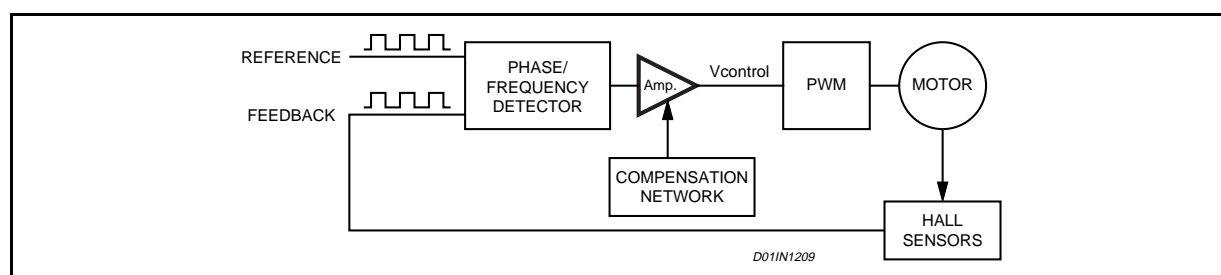 REFERENCE
FEEDBACK
PHASE/
FREQUENCY
DETECTOR
Amp.
Vcontrol
PWM
MOTOR
COMPENSATION
NETWORK
HALL
SENSORS
D01IN1209